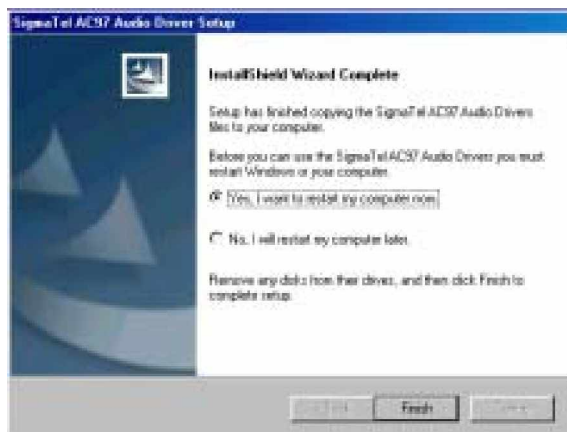 SigmaTel AC97 Audio Driver Setup
InstallShield Wizard Complete
Setup has finished copying the SigmaTel AC97 Audio Drivers
files to your computer.
Before you can use the SigmaTel AC97 Audio Drivers you must
restart Windows or your computer.
Yes, I want to restart my computer now.
No, I will restart my computer later.
Remove any disks from their drives, and then click Finish to
complete setup.
Finish